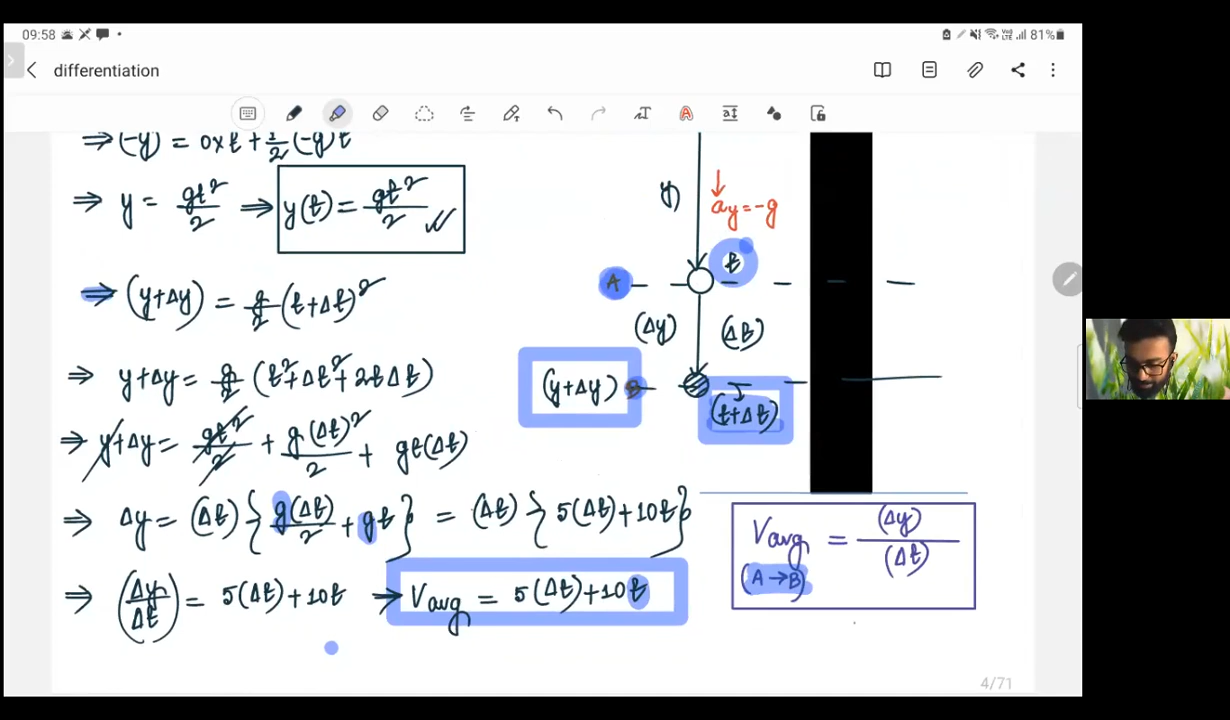 09:58
81%
differentiation
⇒ (-y) = 0×t + 1/2 (-g)t
⇒ y = gt²/2 ⇒ y(t) = gt²/2
⇒ (y+Δy) = g/2 (t+Δt)²
⇒ y+Δy = g/2 (t²+Δt²+2tΔt)
⇒ y+Δy = gt²/2 + g(Δt)²/2 + gt(Δt)
⇒ Δy = (Δt) { g(Δt)/2 + gt } = (Δt) { 5(Δt)+10t }
⇒ (Δy/Δt) = 5(Δt)+10t → Vavg = 5(Δt)+10t
y
ay=-g
A
t
(Δy)
(Δt)
(y+Δy) B
(t+Δt)
Vavg = (Δy)/(Δt)
(A→B)
4/71